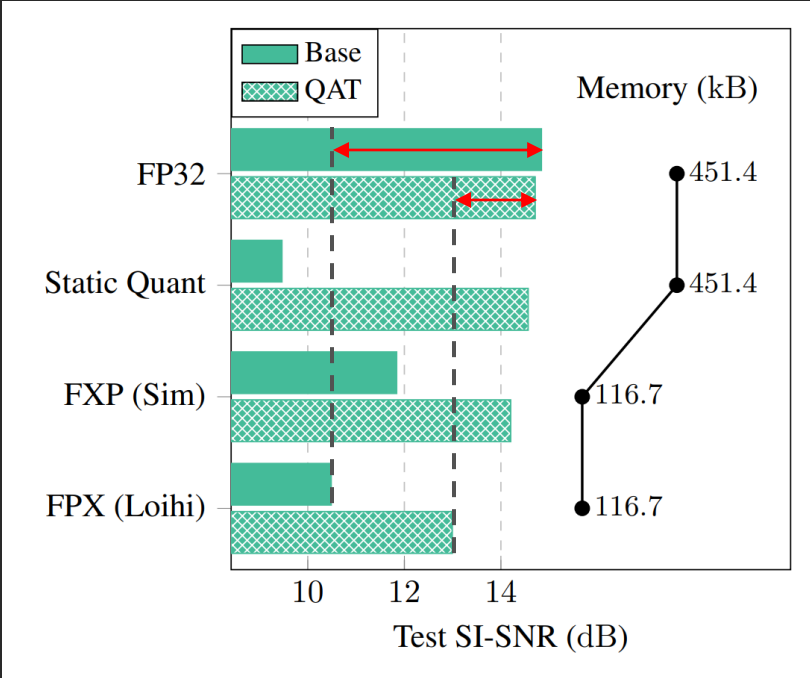 Base
QAT
Memory (kB)
FP32
451.4
Static Quant
451.4
FXP (Sim)
116.7
FPX (Loihi)
116.7
10 12 14
Test SI-SNR (dB)